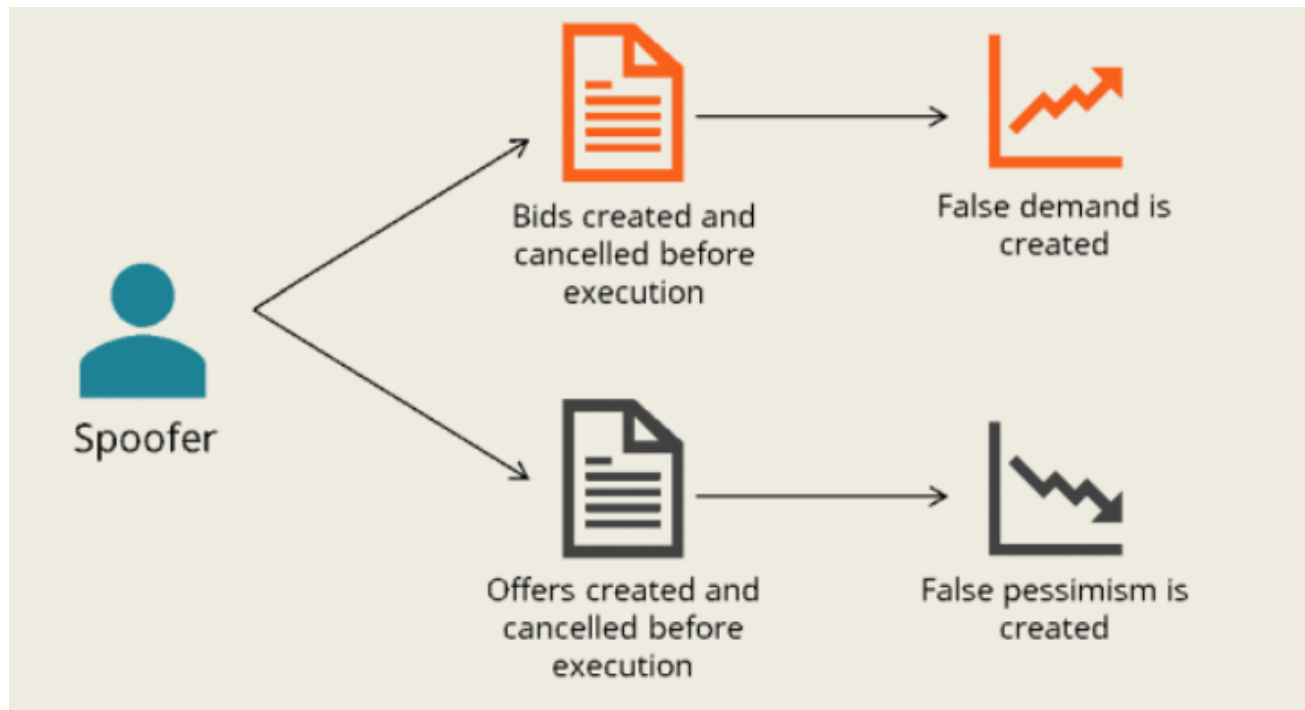 Spoofer
Bids created and
cancelled before
execution
False demand is
created
Offers created and
cancelled before
execution
False pessimism is
created